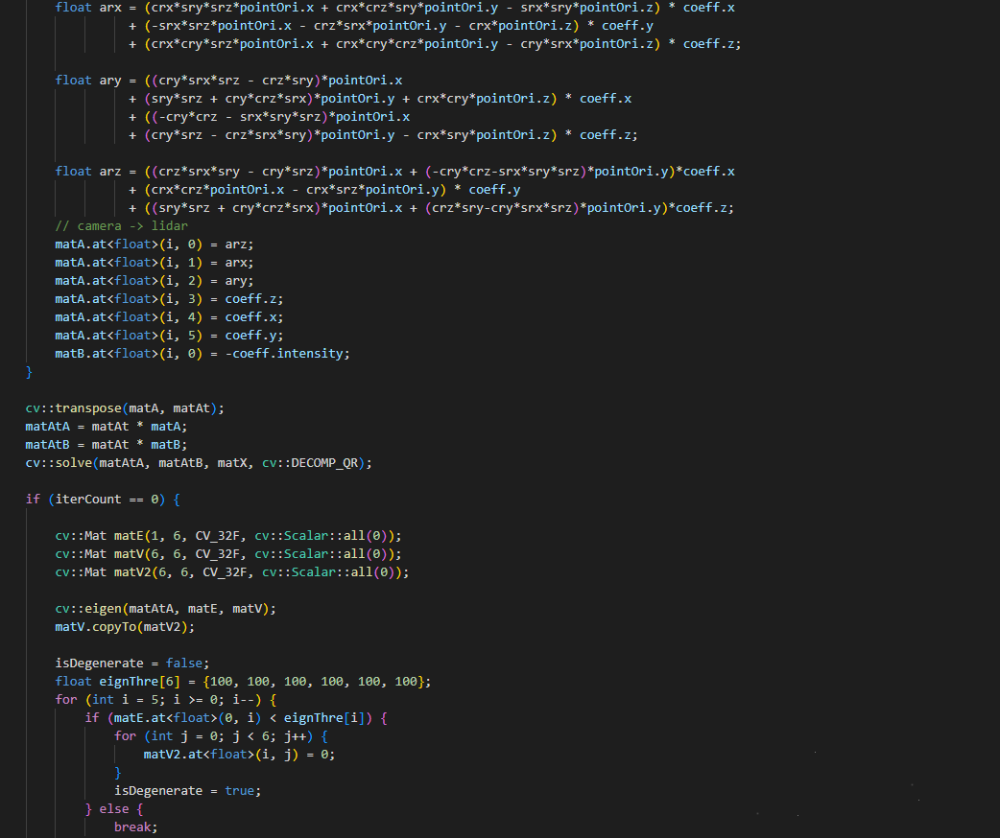 float arx = (crx*sry*srz*pointOri.x + crx*crz*sry*pointOri.y - srx*sry*pointOri.z) * coeff.x
+ (-srx*srz*pointOri.x - crz*srx*pointOri.y - crx*pointOri.z) * coeff.y
+ (crx*cry*srz*pointOri.x + crx*cry*crz*pointOri.y - cry*srx*pointOri.z) * coeff.z;
float ary = ((cry*srx*srz - crz*sry)*pointOri.x
+ (sry*srz + cry*crz*srx)*pointOri.y + crx*cry*pointOri.z) * coeff.x
+ ((-cry*crz - srx*sry*srz)*pointOri.x
+ (cry*srz - crz*srx*sry)*pointOri.y - crx*sry*pointOri.z) * coeff.z;
float arz = ((crz*srx*sry - cry*srz)*pointOri.x + (-cry*crz-srx*sry*srz)*pointOri.y)*coeff.x
+ (crx*crz*pointOri.x - crx*srz*pointOri.y) * coeff.y
+ ((sry*srz + cry*crz*srx)*pointOri.x + (crz*sry-cry*srx*srz)*pointOri.y)*coeff.z;
// camera -> lidar
matA.at<float>(i, 0) = arz;
matA.at<float>(i, 1) = arx;
matA.at<float>(i, 2) = ary;
matA.at<float>(i, 3) = coeff.z;
matA.at<float>(i, 4) = coeff.x;
matA.at<float>(i, 5) = coeff.y;
matB.at<float>(i, 0) = -coeff.intensity;
}
cv::transpose(matA, matAt);
matAtA = matAt * matA;
matAtB = matAt * matB;
cv::solve(matAtA, matAtB, matX, cv::DECOMP_QR);
if (iterCount == 0) {
cv::Mat matE(1, 6, CV_32F, cv::Scalar::all(0));
cv::Mat matV(6, 6, CV_32F, cv::Scalar::all(0));
cv::Mat matV2(6, 6, CV_32F, cv::Scalar::all(0));
cv::eigen(matAtA, matE, matV);
matV.copyTo(matV2);
isDegenerate = false;
float eignThre[6] = {100, 100, 100, 100, 100, 100};
for (int i = 5; i >= 0; i--) {
if (matE.at<float>(0, i) < eignThre[i]) {
for (int j = 0; j < 6; j++) {
matV2.at<float>(i, j) = 0;
}
isDegenerate = true;
} else {
break;